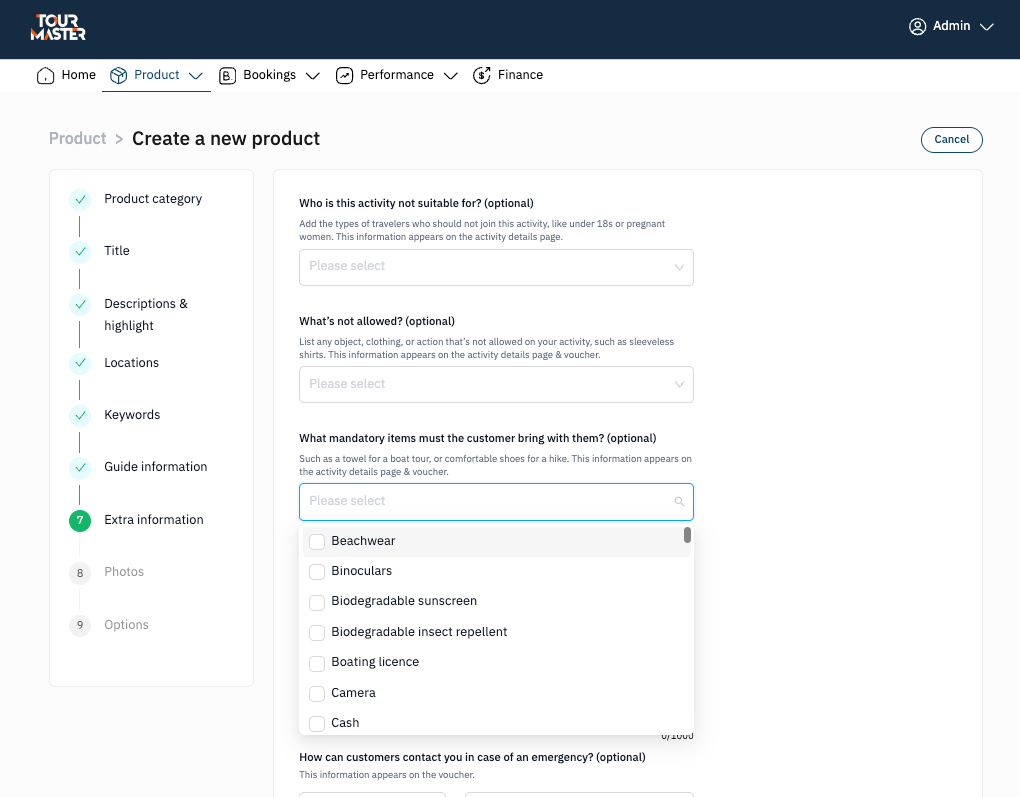 TOUR
MASTER
Admin
Home
Product
Bookings
Performance
Finance
Product > Create a new product
Cancel
Product category
Title
Descriptions &
highlight
Locations
Keywords
Guide information
7 Extra information
8 Photos
9 Options
Who is this activity not suitable for? (optional)
Add the types of travelers who should not join this activity, like under 18s or pregnant
women. This information appears on the activity details page.
Please select
What’s not allowed? (optional)
List any object, clothing, or action that’s not allowed on your activity, such as sleeveless
shirts. This information appears on the activity details page & voucher.
Please select
What mandatory items must the customer bring with them? (optional)
Such as a towel for a boat tour, or comfortable shoes for a hike. This information appears on
the activity details page & voucher.
Please select
Beachwear
Binoculars
Biodegradable sunscreen
Biodegradable insect repellent
Boating licence
Camera
Cash
0/1000
How can customers contact you in case of an emergency? (optional)
This information appears on the voucher.